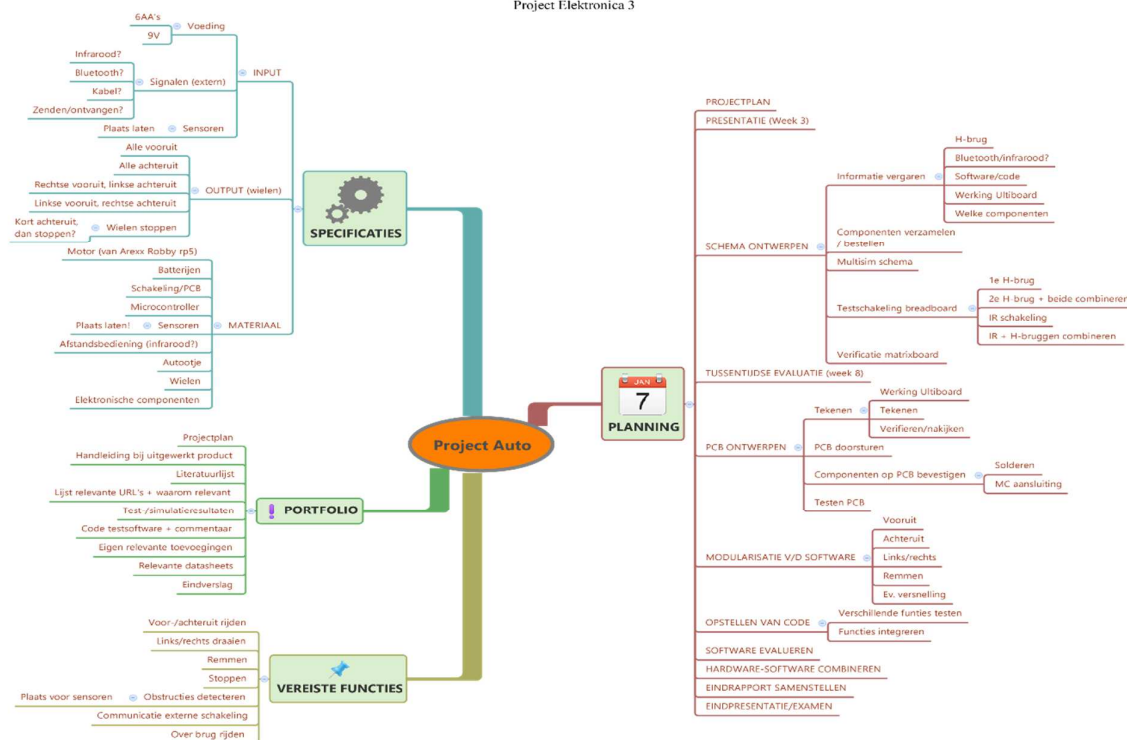 Project Elektronica 3
6AA's
9V
Voeding
Infrarood?
Bluetooth?
Kabel?
Zenden/ontvangen?
Signalen (extern)
Plaats laten
Sensoren
INPUT
Alle vooruit
Alle achteruit
Rechtse vooruit, linkse achteruit
Linkse vooruit, rechtse achteruit
Kort achteruit,
dan stoppen?
Wielen stoppen
OUTPUT (wielen)
Motor (van Arexx Robby rp5)
Batterijen
Schakeling/PCB
Microcontroller
Plaats laten!
Sensoren
Afstandsbediening (infrarood?)
Autootje
Wielen
Elektronische componenten
MATERIAAL
SPECIFICATIES
Projectplan
Handleiding bij uitgewerkt product
Literatuurlijst
Lijst relevante URL's + waarom relevant
Test-/simulatieresultaten
Code testsoftware + commentaar
Eigen relevante toevoegingen
Relevante datasheets
Eindverslag
PORTFOLIO
Voor-/achteruit rijden
Links/rechts draaien
Remmen
Stoppen
Plaats voor sensoren
Obstructies detecteren
Communicatie externe schakeling
Over brug rijden
VEREISTE FUNCTIES
Project Auto
JAN
7
PLANNING
PROJECTPLAN
PRESENTATIE (Week 3)
SCHEMA ONTWERPEN
Informatie vergaren
H-brug
Bluetooth/infrarood?
Software/code
Werking Ultiboard
Welke componenten
Componenten verzamelen
/ bestellen
Multisim schema
Testschakeling breadboard
1e H-brug
2e H-brug + beide combineren
IR schakeling
IR + H-bruggen combineren
Verificatie matrixboard
TUSSENTIJDSE EVALUATIE (week 8)
PCB ONTWERPEN
Tekenen
Werking Ultiboard
Tekenen
Verifieren/nakijken
PCB doorsturen
Componenten op PCB bevestigen
Solderen
MC aansluiting
Testen PCB
MODULARISATIE V/D SOFTWARE
Vooruit
Achteruit
Links/rechts
Remmen
Ev. versnelling
OPSTELLEN VAN CODE
Verschillende funties testen
Functies integreren
SOFTWARE EVALUEREN
HARDWARE-SOFTWARE COMBINEREN
EINDRAPPORT SAMENSTELLEN
EINDPRESENTATIE/EXAMEN